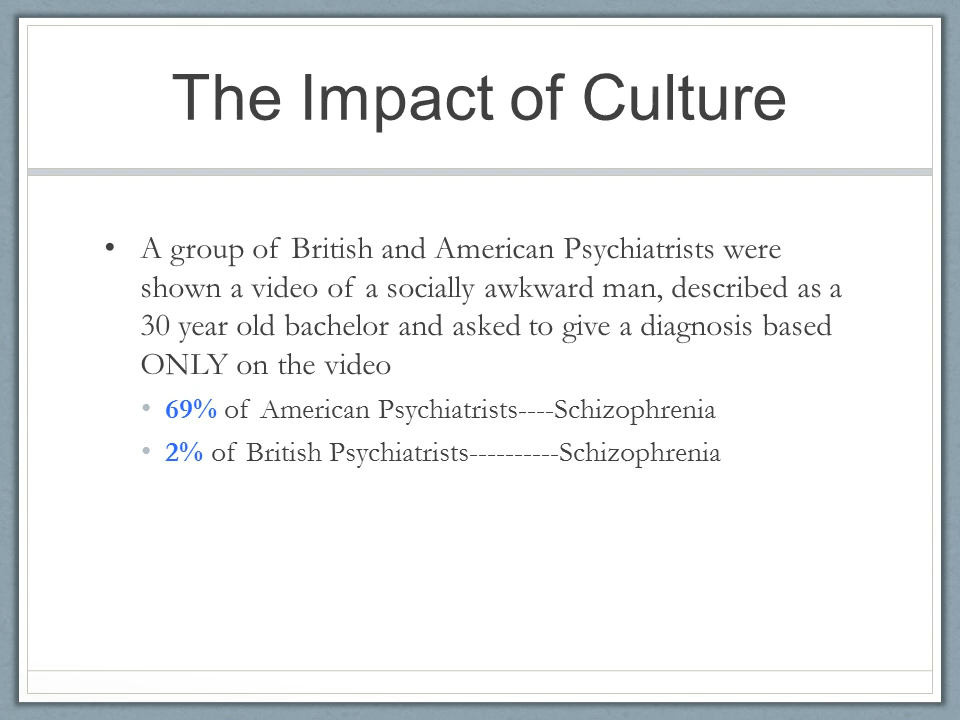 The Impact of Culture
• A group of British and American Psychiatrists were
shown a video of a socially awkward man, described as a
30 year old bachelor and asked to give a diagnosis based
ONLY on the video
• 69% of American Psychiatrists----Schizophrenia
• 2% of British Psychiatrists----------Schizophrenia